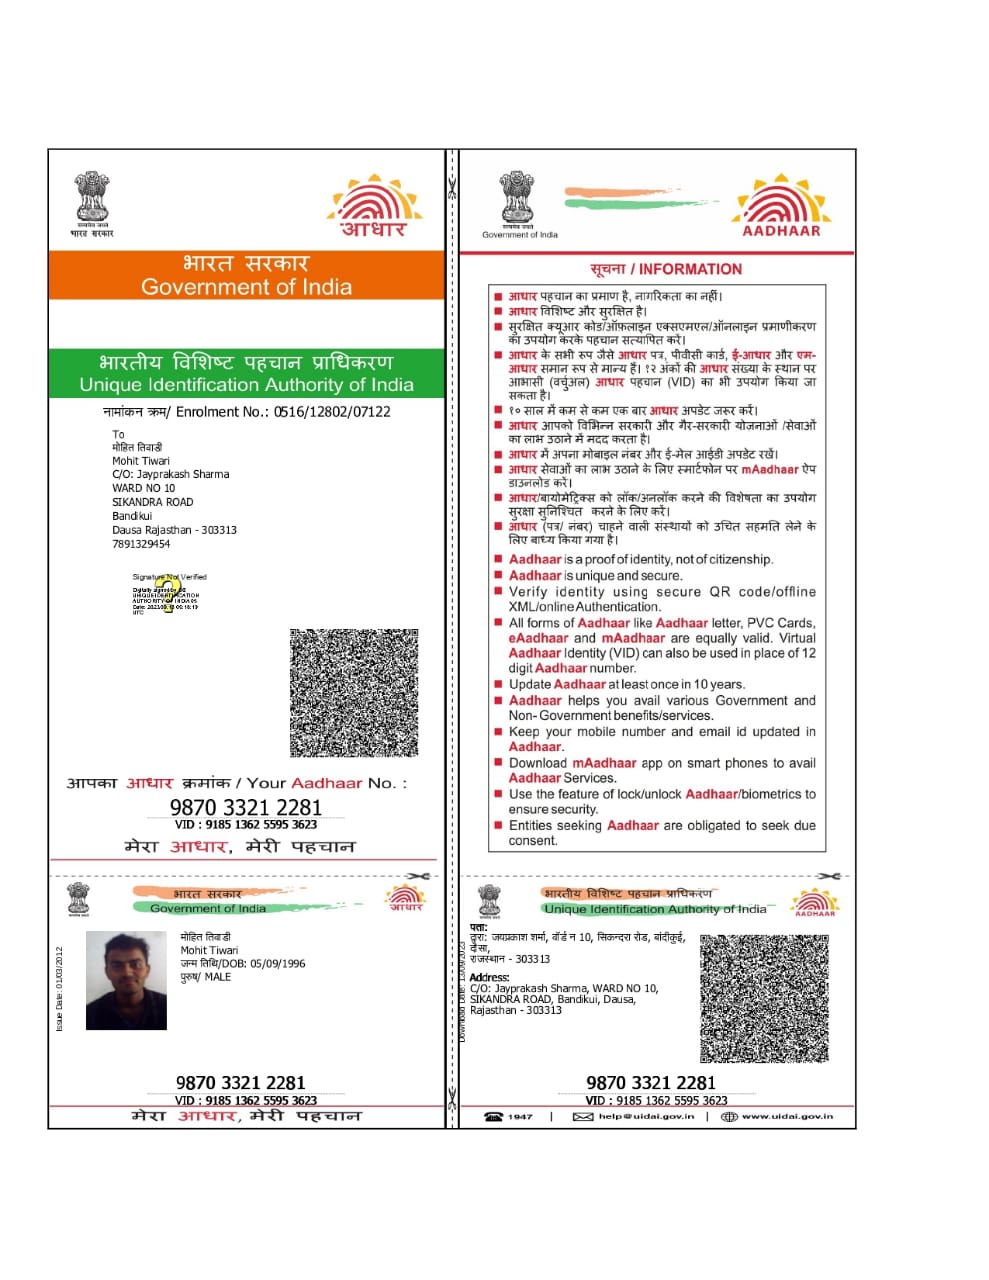 भारत सरकार
Government of India
आधार
भारत सरकार
Government of India
भारतीय विशिष्ट पहचान प्राधिकरण
Unique Identification Authority of India
नामांकन क्रम/ Enrolment No.: 0516/12802/07122
To
मोहित तिवाड़ी
Mohit Tiwari
C/O: Jayprakash Sharma
WARD NO 10
SIKANDRA ROAD
Bandikui
Dausa Rajasthan - 303313
7891329454
Signature Not Verified
आपका आधार क्रमांक / Your Aadhaar No. :
9870 3321 2281
VID : 9185 1362 5595 3623
मेरा आधार, मेरी पहचान
भारत सरकार
Government of India
आधार
Issue Date: 01/03/2012
मोहित तिवाड़ी
Mohit Tiwari
जन्म तिथि/DOB: 05/09/1996
पुरुष/ MALE
9870 3321 2281
VID : 9185 1362 5595 3623
मेरा आधार, मेरी पहचान
Government of India
AADHAAR
सूचना / INFORMATION
आधार पहचान का प्रमाण है, नागरिकता का नहीं।
आधार विशिष्ट और सुरक्षित है।
सुरक्षित क्यूआर कोड/ऑफलाइन एक्सएमएल/ऑनलाइन प्रमाणीकरण
का उपयोग करके पहचान सत्यापित करें।
आधार के सभी रूप जैसे आधार पत्र, पीवीसी कार्ड, ई-आधार और एम-
आधार समान रूप से मान्य हैं। १२ अंकों की आधार संख्या के स्थान पर
आभासी (वर्चुअल) आधार पहचान (VID) का भी उपयोग किया जा
सकता है।
१० साल में कम से कम एक बार आधार अपडेट जरूर करें।
आधार आपको विभिन्न सरकारी और गैर-सरकारी योजनाओं /सेवाओं
का लाभ उठाने में मदद करता है।
आधार में अपना मोबाइल नंबर और ई-मेल आईडी अपडेट रखें।
आधार सेवाओं का लाभ उठाने के लिए स्मार्टफोन पर mAadhaar ऐप
डाउनलोड करें।
आधार/बायोमेट्रिक्स को लॉक/अनलॉक करने की विशेषता का उपयोग
सुरक्षा सुनिश्चित करने के लिए करें।
आधार (पत्र/ नंबर) चाहने वाली संस्थायों को उचित सहमति लेने के
लिए बाध्य किया गया है।
Aadhaar is a proof of identity, not of citizenship.
Aadhaar is unique and secure.
Verify identity using secure QR code/offline
XML/online Authentication.
All forms of Aadhaar like Aadhaar letter, PVC Cards,
eAadhaar and mAadhaar are equally valid. Virtual
Aadhaar Identity (VID) can also be used in place of 12
digit Aadhaar number.
Update Aadhaar at least once in 10 years.
Aadhaar helps you avail various Government and
Non-Government benefits/services.
Keep your mobile number and email id updated in
Aadhaar.
Download mAadhaar app on smart phones to avail
Aadhaar Services.
Use the feature of lock/unlock Aadhaar/biometrics to
ensure security.
Entities seeking Aadhaar are obligated to seek due
consent.
भारतीय विशिष्ट पहचान प्राधिकरण
Unique Identification Authority of India
AADHAAR
Download Date: 13/09/2023
पता:
द्वारा: जयप्रकाश शर्मा, वॉर्ड न 10, सिकन्दरा रोड, बांदीकुई,
दौसा,
राजस्थान - 303313
Address:
C/O: Jayprakash Sharma, WARD NO 10,
SIKANDRA ROAD, Bandikui, Dausa,
Rajasthan - 303313
9870 3321 2281
VID : 9185 1362 5595 3623
1947 | help@uidai.gov.in | www.uidai.gov.in